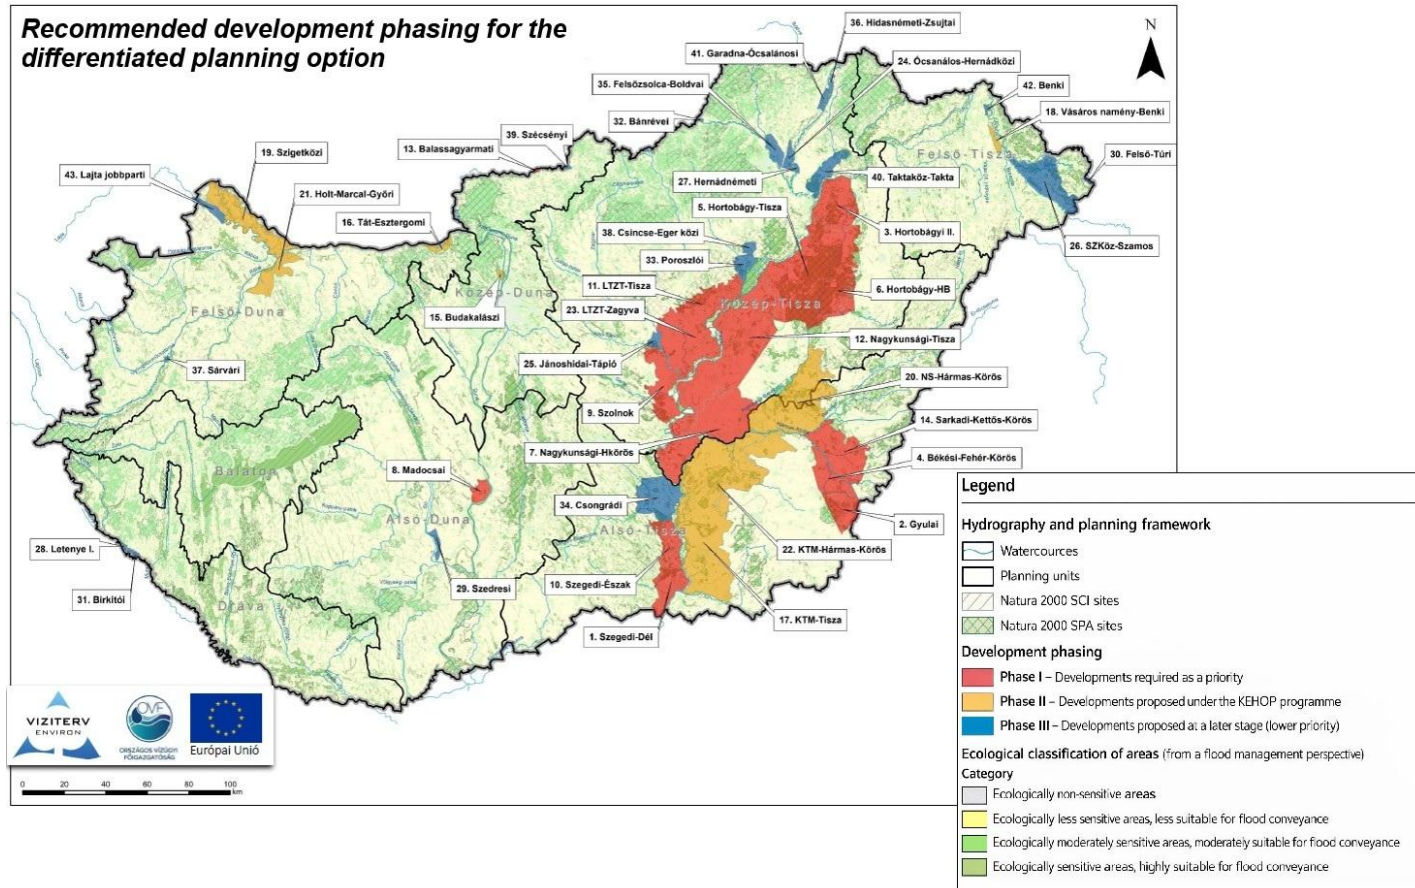 Recommended development phasing for the
differentiated planning option
N
36. Hidasnémeti-Zsujtai
41. Garadna-Ócsalánosi
24. Ócsanálos-Hernádközi
35. Felsőzsolca-Boldvai
42. Benki
18. Vásáros namény-Benki
32. Bánrévei
39. Szécsényi
13. Balassagyarmati
19. Szigetközi
43. Lajta jobbparti
21. Holt-Marcal-Győri
16. Tát-Esztergomi
Felső-Tisza
30. Felső-Túri
27. Hernádnémeti
40. Taktaköz-Takta
5. Hortobágy-Tisza
3. Hortobágyi II.
38. Csincse-Eger közi
26. SZKöz-Szamos
33. Poroszlói
11. LTZT-Tisza
6. Hortobágy-HB
Közép-Duna
Közép-Tisza
23. LTZT-Zagyva
Felső-Duna
15. Budakalászi
12. Nagykunsági-Tisza
25. Jánoshidai-Tápió
37. Sárvári
20. NS-Hármas-Körös
9. Szolnok
14. Sarkadi-Kettős-Körös
7. Nagykunsági-Hkörös
4. Békési-Fehér-Körös
Balaton
8. Madocsai
34. Csongrádi
2. Gyulai
Alsó-Duna
Alsó-Tisza
28. Letenye I.
22. KTM-Hármas-Körös
10. Szegedi-Észak
29. Szedresi
31. Birkitói
Dráva
17. KTM-Tisza
1. Szegedi-Dél
VIZITERV
ENVIRON
OVF
ORSZÁGOS VÍZÜGYI
FŐIGAZGATÓSÁG
Európai Unió
0 20 40 60 80 100
km
Legend
Hydrography and planning framework
Watercources
Planning units
Natura 2000 SCI sites
Natura 2000 SPA sites
Development phasing
Phase I – Developments required as a priority
Phase II – Developments proposed under the KEHOP programme
Phase III – Developments proposed at a later stage (lower priority)
Ecological classification of areas (from a flood management perspective)
Category
Ecologically non-sensitive areas
Ecologically less sensitive areas, less suitable for flood conveyance
Ecologically moderately sensitive areas, moderately suitable for flood conveyance
Ecologically sensitive areas, highly suitable for flood conveyance